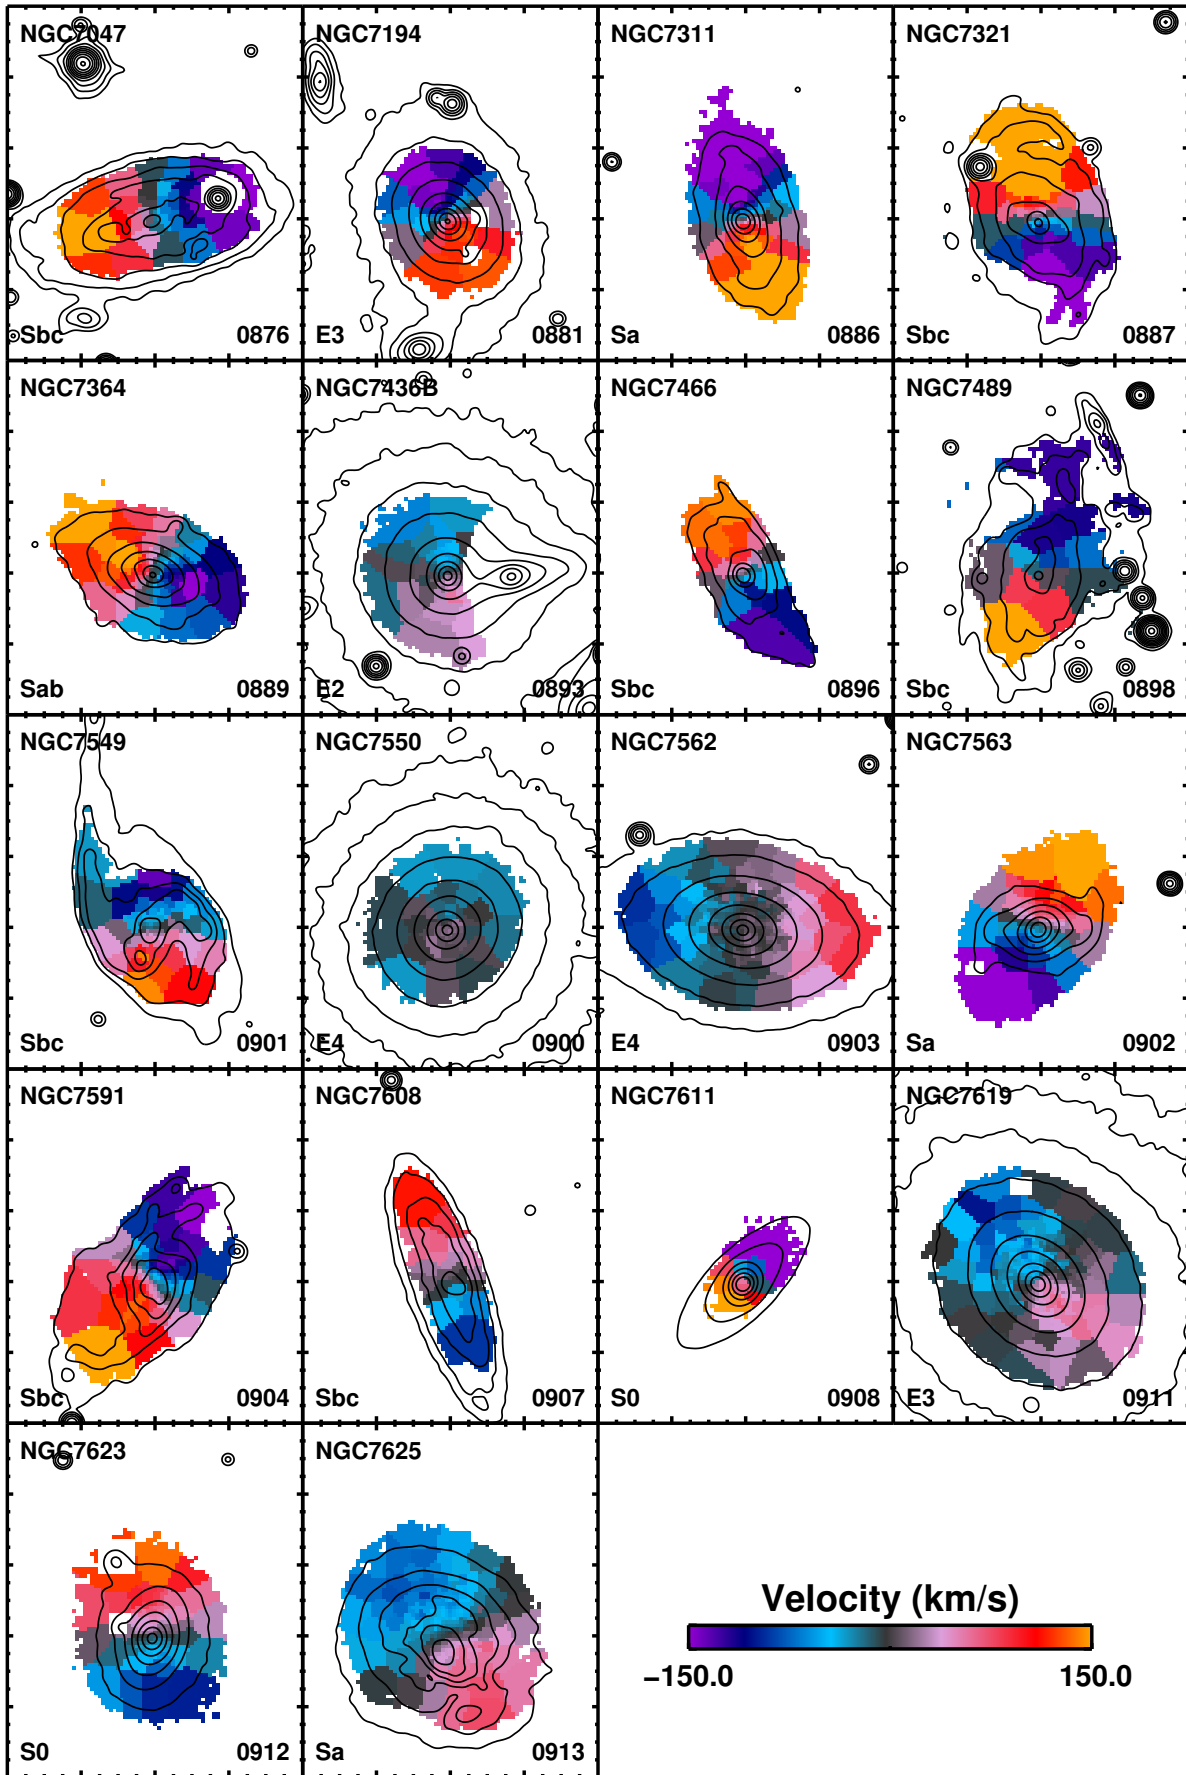 NGC7047 NGC7194 NGC7311 NGC7321
Sbc 0876 E3 0881 Sa 0886 Sbc 0887
NGC7364 NGC7436B NGC7466 NGC7489
Sab 0889 E2 0893 Sbc 0896 Sbc 0898
NGC7549 NGC7550 NGC7562 NGC7563
Sbc 0901 E4 0900 E4 0903 Sa 0902
NGC7591 NGC7608 NGC7611 NGC7619
Sbc 0904 Sbc 0907 S0 0908 E3 0911
NGC7623 NGC7625
Velocity (km/s)
−150.0 150.0
S0 0912 Sa 0913